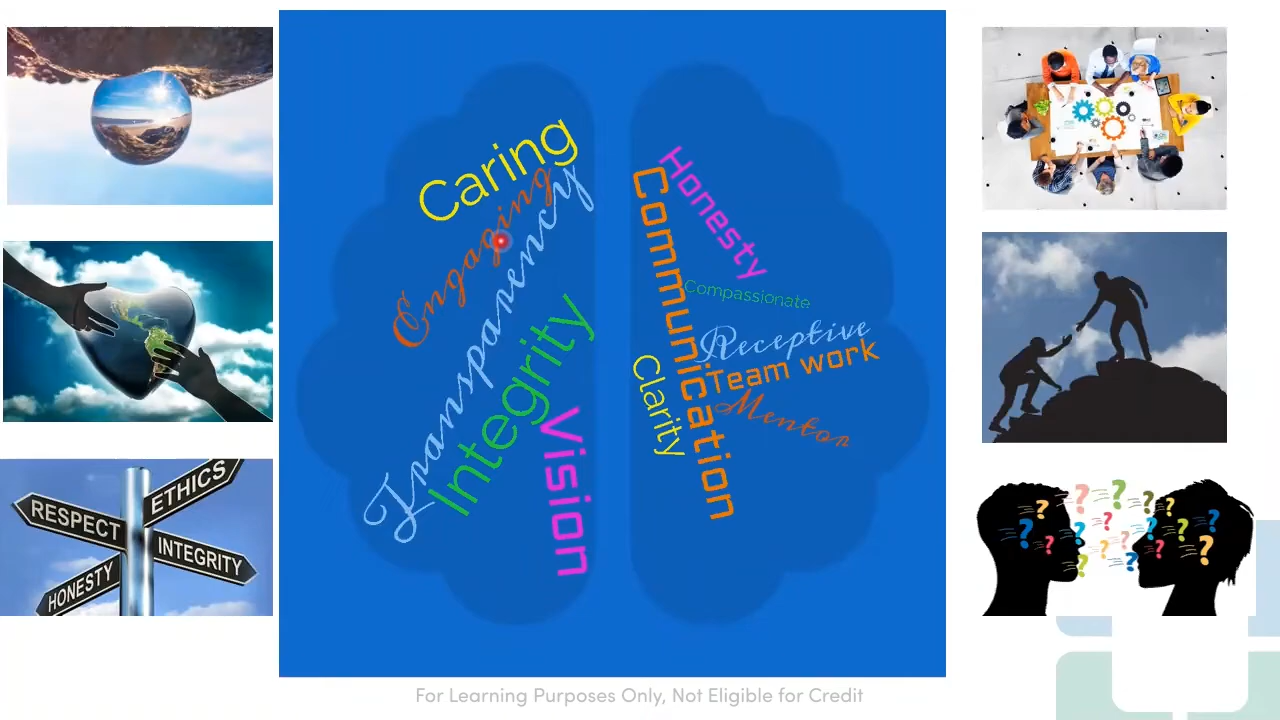 Caring
Engaging
Transparency
Integrity
Vision
Honesty
Communication
Compassionate
Receptive
Team work
Clarity
Mentor
ETHICS
RESPECT
INTEGRITY
HONESTY
? ? ? ? ? ? ? ? ? ? ? ? ? ? ? ? ? ?
For Learning Purposes Only, Not Eligible for Credit